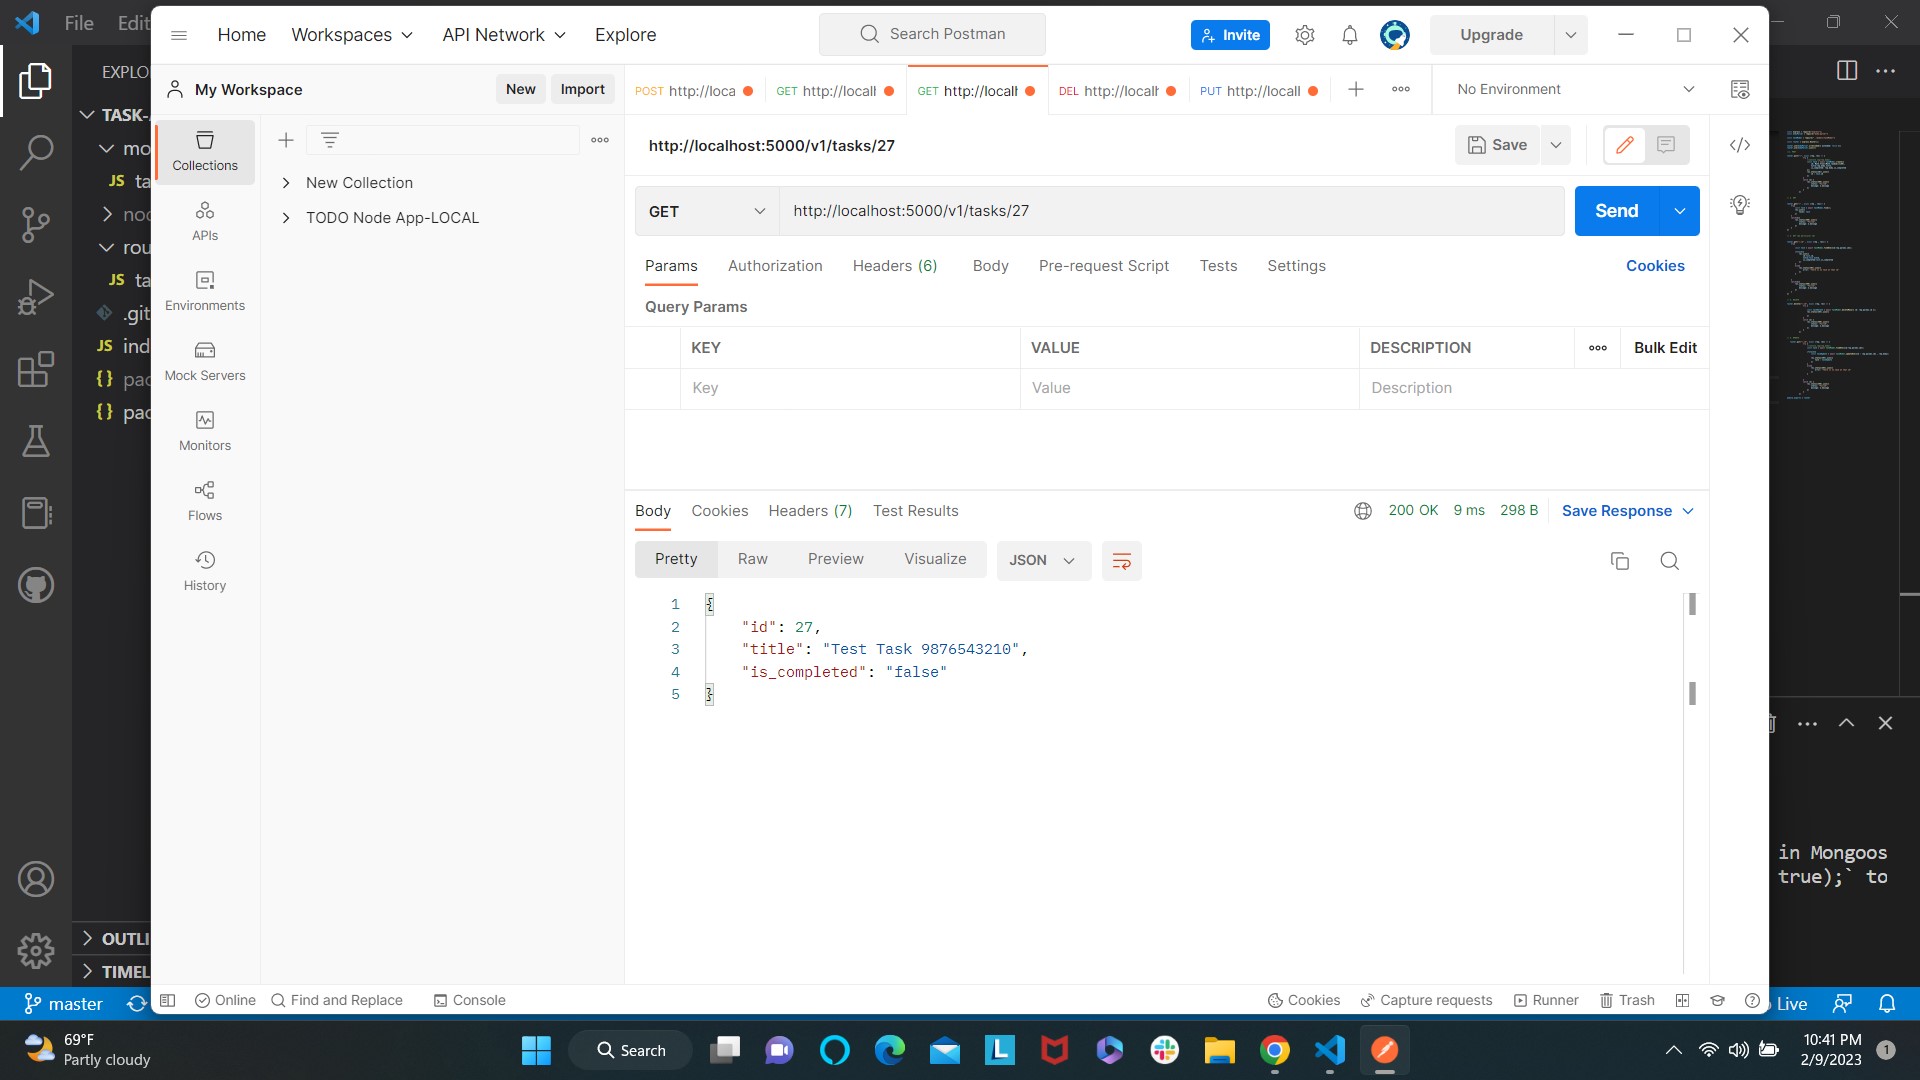 File Edit
Home Workspaces API Network Explore
Search Postman
Invite
Upgrade
EXPLO
TASK-
mo
JS ta
nod
rou
JS ta
.git
JS ind
{} pac
{} pac
OUTLI
TIMEL
master
My Workspace
New Import
Collections
APIs
Environments
Mock Servers
Monitors
Flows
History
New Collection
TODO Node App-LOCAL
POST http://loca
GET http://locall
GET http://locall
DEL http://locall
PUT http://locall
No Environment
http://localhost:5000/v1/tasks/27
Save
GET http://localhost:5000/v1/tasks/27
Send
Params Authorization Headers (6) Body Pre-request Script Tests Settings
Cookies
Query Params
KEY VALUE DESCRIPTION Bulk Edit
Key Value Description
Body Cookies Headers (7) Test Results
200 OK 9 ms 298 B Save Response
Pretty Raw Preview Visualize JSON
1 {
2 "id": 27,
3 "title": "Test Task 9876543210",
4 "is_completed": "false"
5 }
in Mongoos
true);` to
Online Find and Replace Console
Cookies Capture requests Runner Trash
Live
69°F
Partly cloudy
Search
10:41 PM
2/9/2023
1